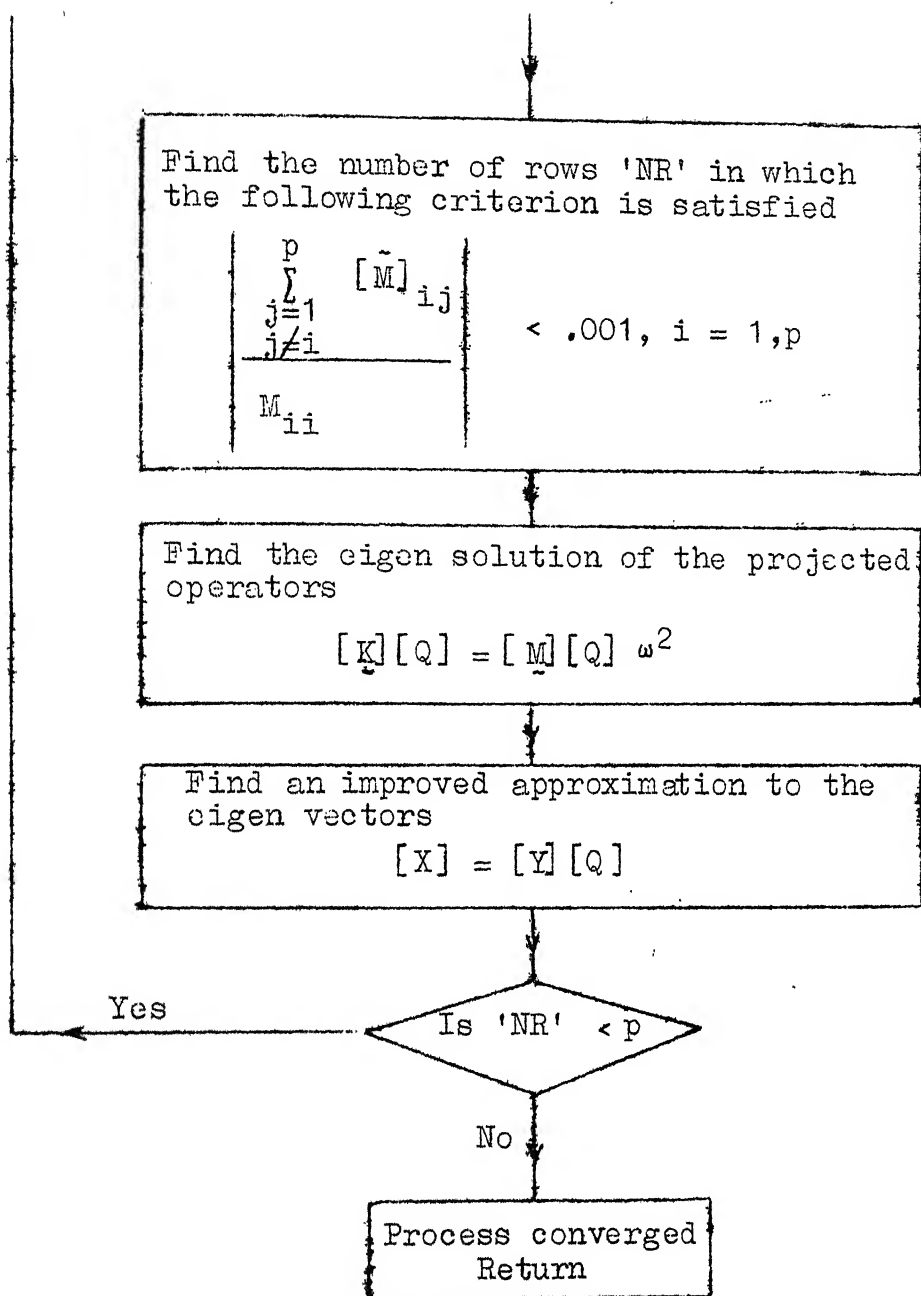 Find the number of rows 'NR' in which
the following criterion is satisfied
| p
∑ [M̃]ij
j=1
j≠i | < .001, i = 1,p
Mii
Find the eigen solution of the projected
operators
[K̰][Q] = [M̰][Q] ω²
Find an improved approximation to the
eigen vectors
[X] = [Y][Q]
Yes
Is 'NR' < p
No
Process converged
Return